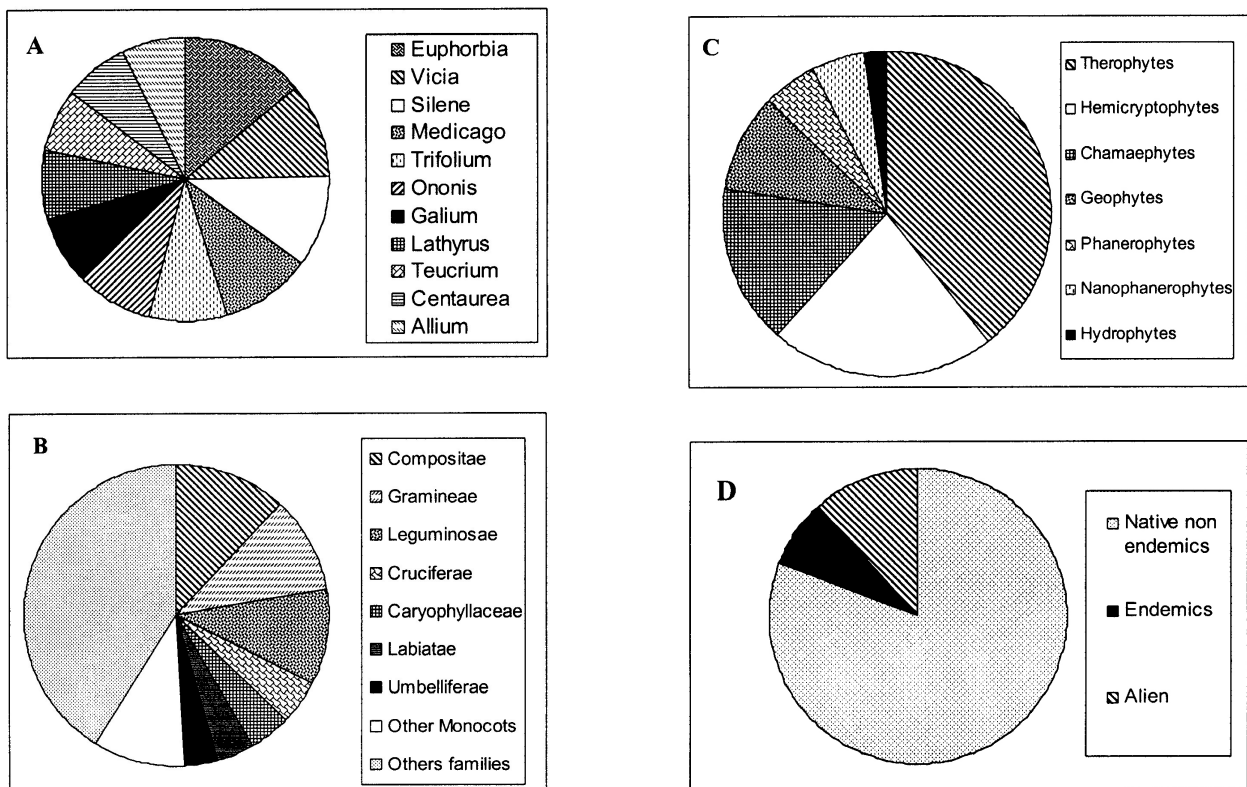 A
Euphorbia
Vicia
Silene
Medicago
Trifolium
Ononis
Galium
Lathyrus
Teucrium
Centaurea
Allium
C
Therophytes
Hemicryptophytes
Chamaephytes
Geophytes
Phanerophytes
Nanophanerophytes
Hydrophytes
B
Compositae
Gramineae
Leguminosae
Cruciferae
Caryophyllaceae
Labiatae
Umbelliferae
Other Monocots
Others families
D
Native non
endemics
Endemics
Alien